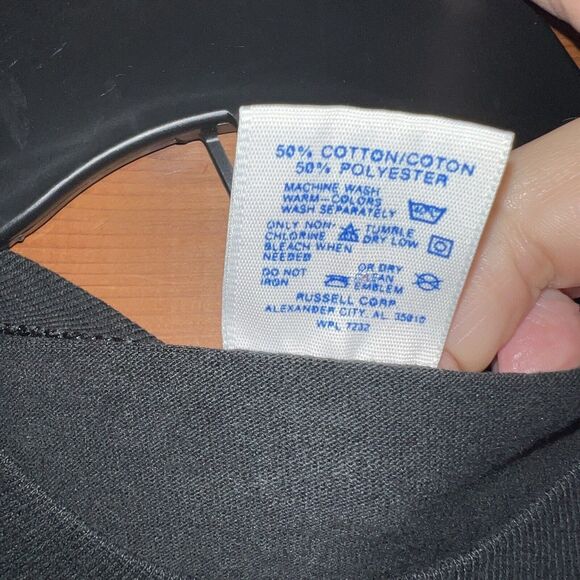 50% COTTON/COTON
50% POLYESTER
MACHINE WASH
WARM-COLORS
WASH SEPARATELY
ONLY NON- TUMBLE
CHLORINE DRY LOW
BLEACH WHEN
NEEDED
DO NOT OR DRY
IRON CLEAN
EMBLEM
RUSSELL CORP
ALEXANDER CITY, AL 35010
WPL 7232